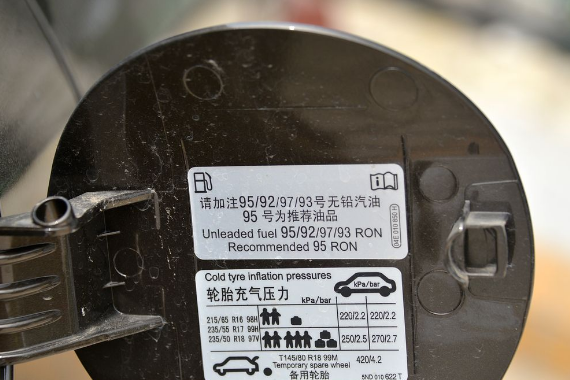 请加注95/92/97/93号无铅汽油
95 号为推荐油品
Unleaded fuel 95/92/97/93 RON
Recommended 95 RON
Cold tyre inflation pressures
轮胎充气压力 kPa/bar
kPa/bar
215/65 R16 98H
235/55 R17 99H
235/50 R18 97V
220/2.2 220/2.2
250/2.5 270/2.7
T145/80 R18 99M
Temporary spare wheel
备用轮胎
420/4.2
5ND 010 622 T